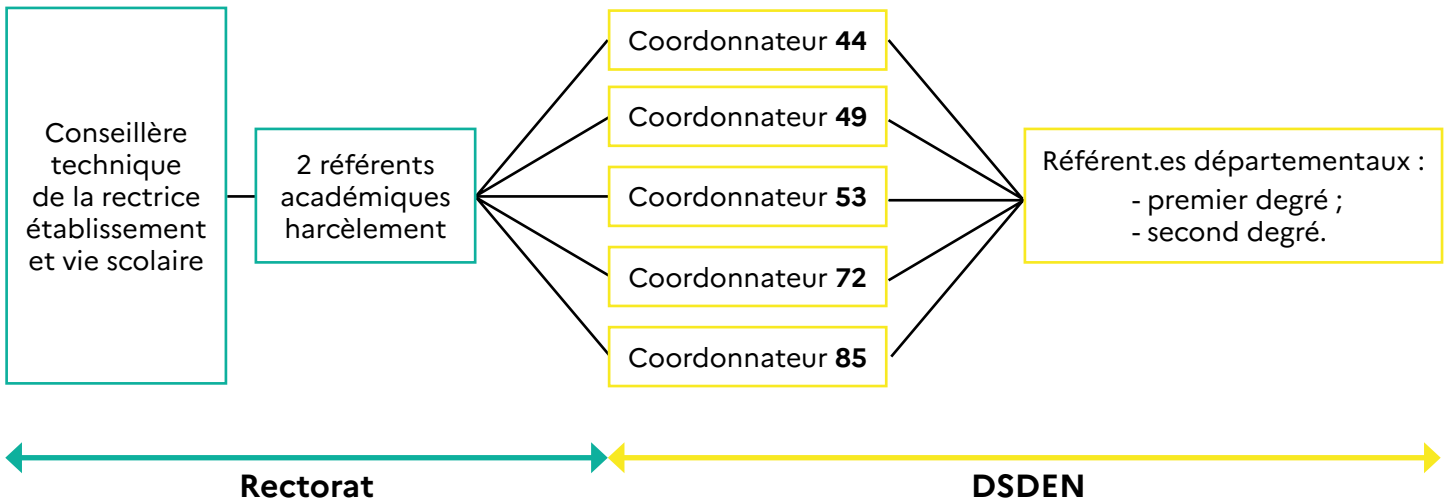 Conseillère
technique
de la rectrice
établissement
et vie scolaire
2 référents
académiques
harcèlement
Coordonnateur 44
Coordonnateur 49
Coordonnateur 53
Coordonnateur 72
Coordonnateur 85
Référent.es départementaux :
- premier degré ;
- second degré.
Rectorat
DSDEN